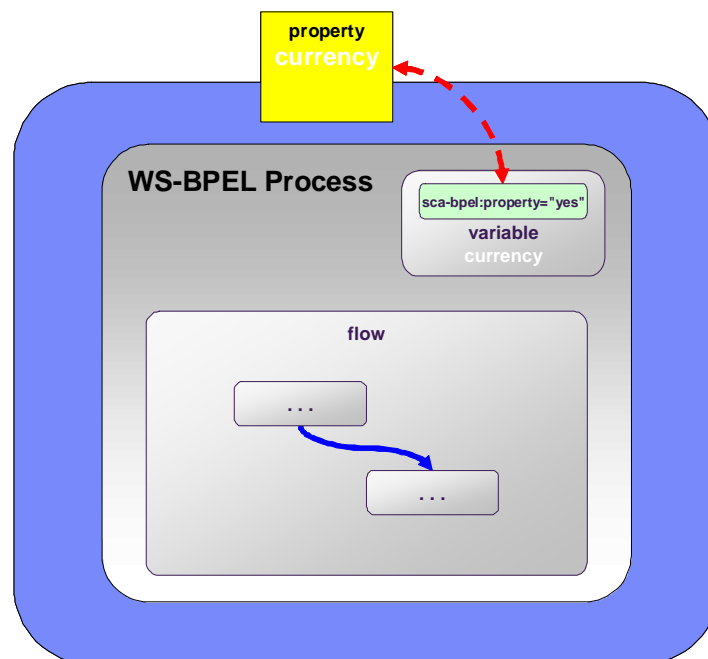 property
currency
WS-BPEL Process
sca-bpel:property="yes"
variable
currency
flow
. . .
. . .